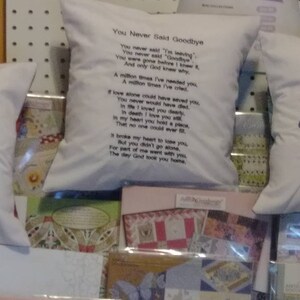 You Never Said Goodbye
You never said "I'm leaving",
You never said "Goodbye",
You were gone before I knew it,
And only God knew why.
A million times I've needed you,
A million times I've cried,
If love alone could have saved you,
You never would have died,
In life I loved you dearly,
In death I love you still,
In my heart you hold a place,
That no one could ever fill,
It broke my heart to lose you,
But you didn't go alone,
For part of me went with you,
The day God took you home.